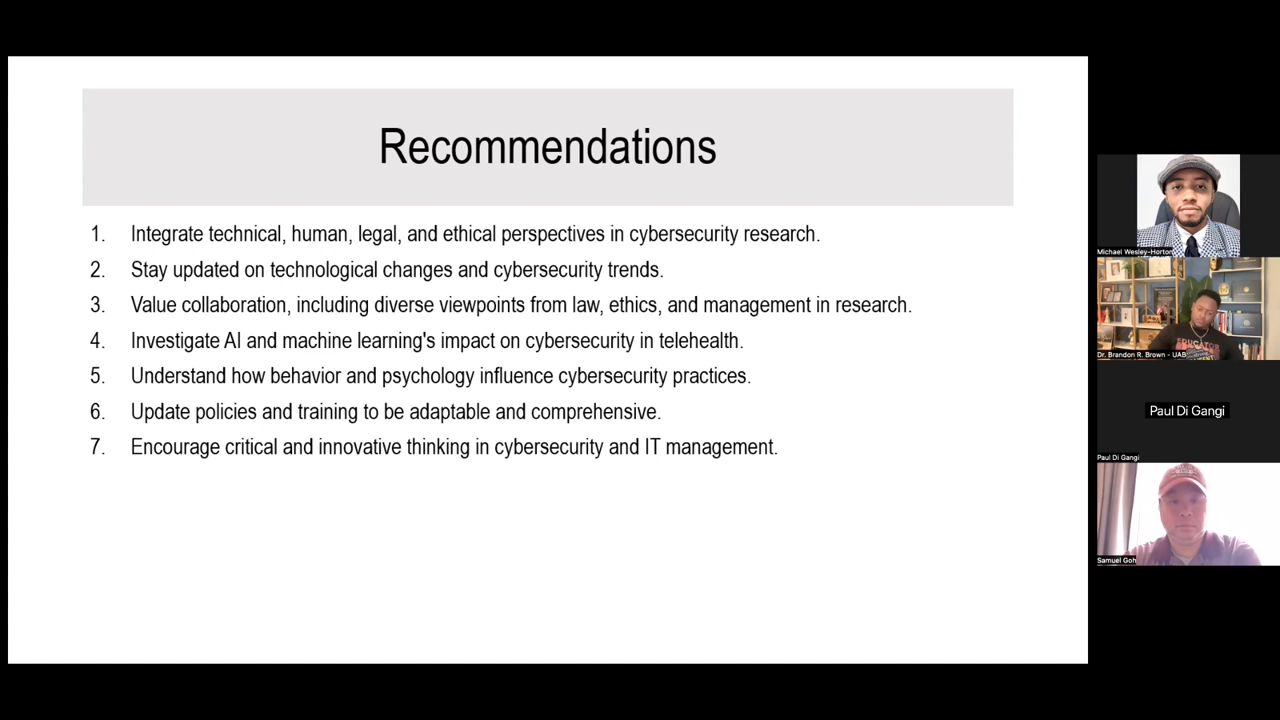 Recommendations
1. Integrate technical, human, legal, and ethical perspectives in cybersecurity research.
2. Stay updated on technological changes and cybersecurity trends.
3. Value collaboration, including diverse viewpoints from law, ethics, and management in research.
4. Investigate AI and machine learning's impact on cybersecurity in telehealth.
5. Understand how behavior and psychology influence cybersecurity practices.
6. Update policies and training to be adaptable and comprehensive.
7. Encourage critical and innovative thinking in cybersecurity and IT management.
Michael Wesley-Horton
EDUCATOR
Dr. Brandon R. Brown - UAB
Paul Di Gangi
Paul Di Gangi
Samuel Goh